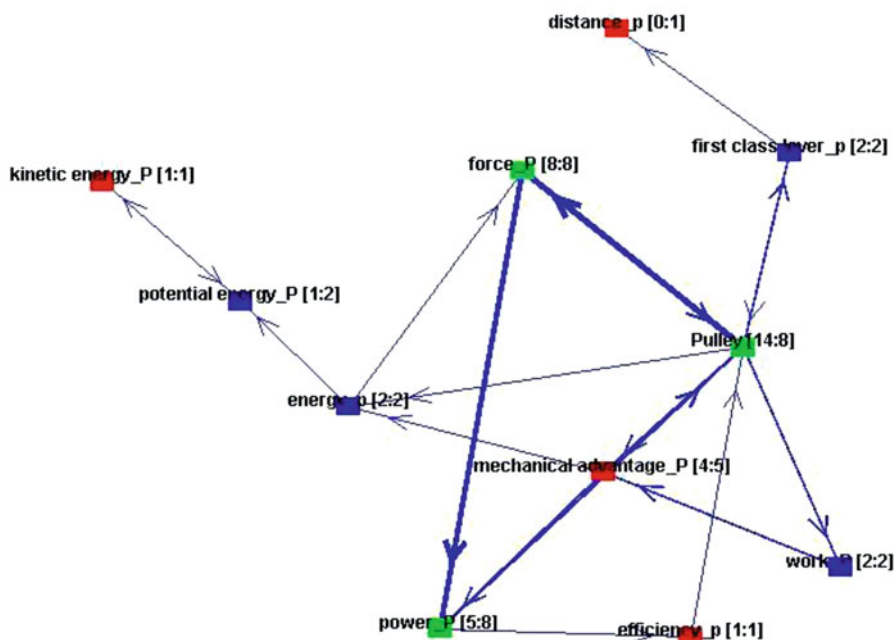 distance_p [0:1]
first class lever_p [2:2]
force_P [8:8]
kinetic energy_P [1:1]
potential energy_P [1:2]
Pulley [14:8]
energy_p [2:2]
mechanical advantage_P [4:5]
work_P [2:2]
power_P [5:8]
efficiency_p [1:1]